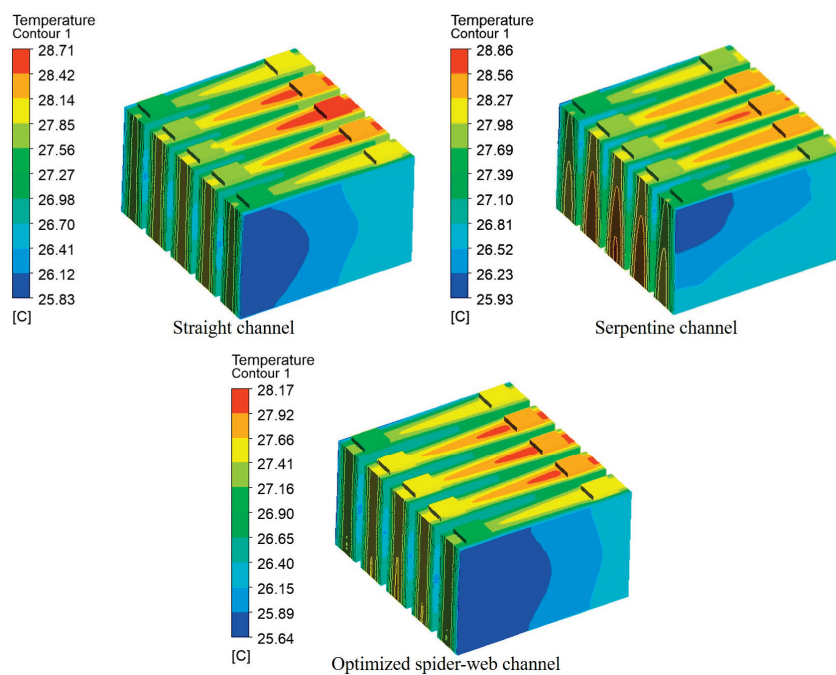 Temperature
Contour 1
28.71
28.42
28.14
27.85
27.56
27.27
26.98
26.70
26.41
26.12
25.83
[C]
Straight channel
Temperature
Contour 1
28.86
28.56
28.27
27.98
27.69
27.39
27.10
26.81
26.52
26.23
25.93
[C]
Serpentine channel
Temperature
Contour 1
28.17
27.92
27.66
27.41
27.16
26.90
26.65
26.40
26.15
25.89
25.64
[C]
Optimized spider-web channel